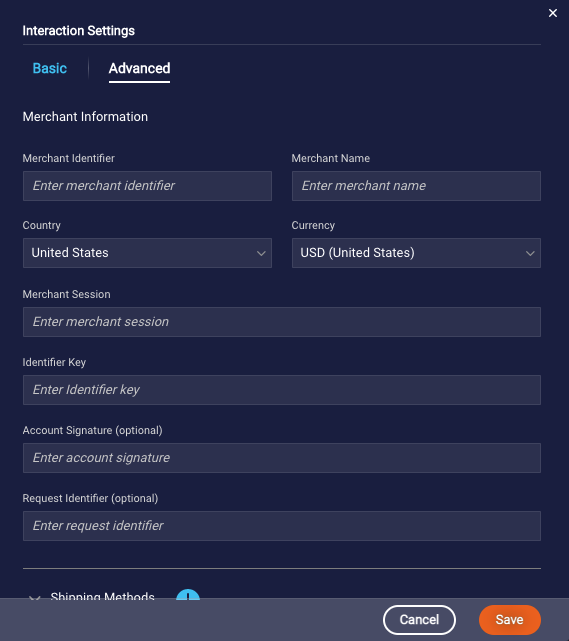 Interaction Settings
Basic
Advanced
Merchant Information
Merchant Identifier
Merchant Name
Enter merchant identifier
Enter merchant name
Country
Currency
United States
USD (United States)
Merchant Session
Enter merchant session
Identifier Key
Enter Identifier key
Account Signature (optional)
Enter account signature
Request Identifier (optional)
Enter request identifier
Shipping Methods
Cancel
Save